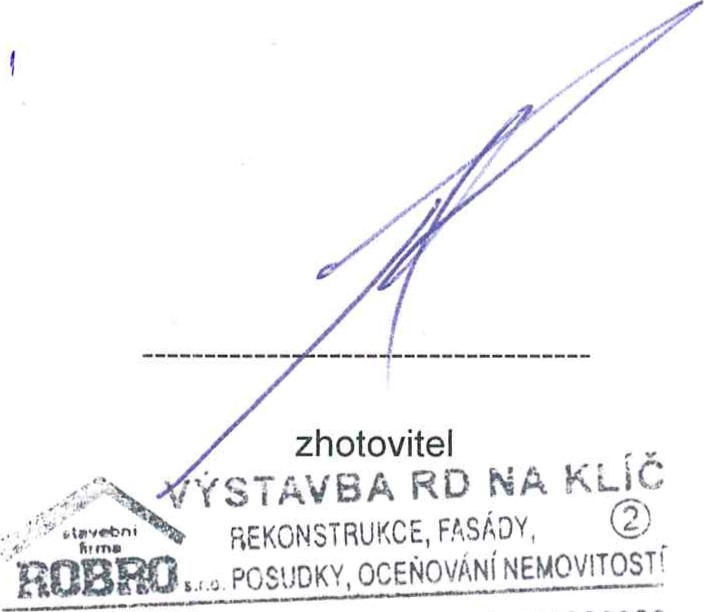 zhotovitel
VÝSTAVBA RD NA KLÍČ
stavební
firma
REKONSTRUKCE, FASÁDY, 2
ROBRO s.r.o. POSUDKY, OCEŇOVÁNÍ NEMOVITOSTÍ